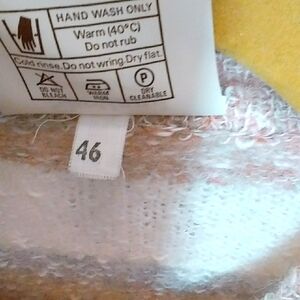 HAND WASH ONLY
Warm (40°C)
Do not rub
Cold rinse.Do not wring.Dry flat.
DO NOT BLEACH
WARM IRON
P
DRY CLEANABLE
46